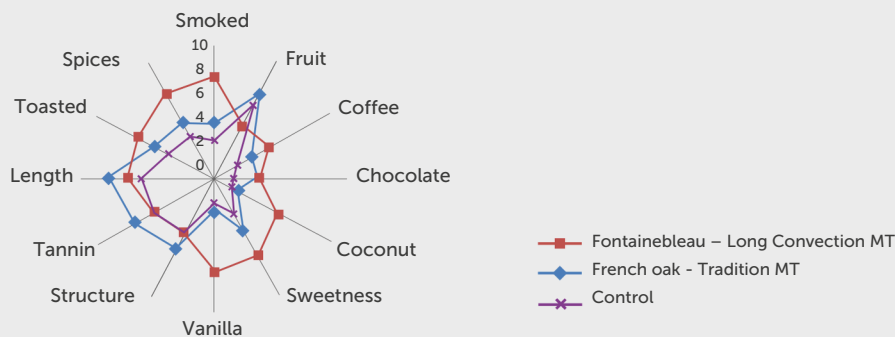 Smoked
10
8
6
4
2
0
Fruit
Coffee
Chocolate
Coconut
Sweetness
Vanilla
Structure
Tannin
Length
Toasted
Spices
Fontainebleau – Long Convection MT
French oak - Tradition MT
Control